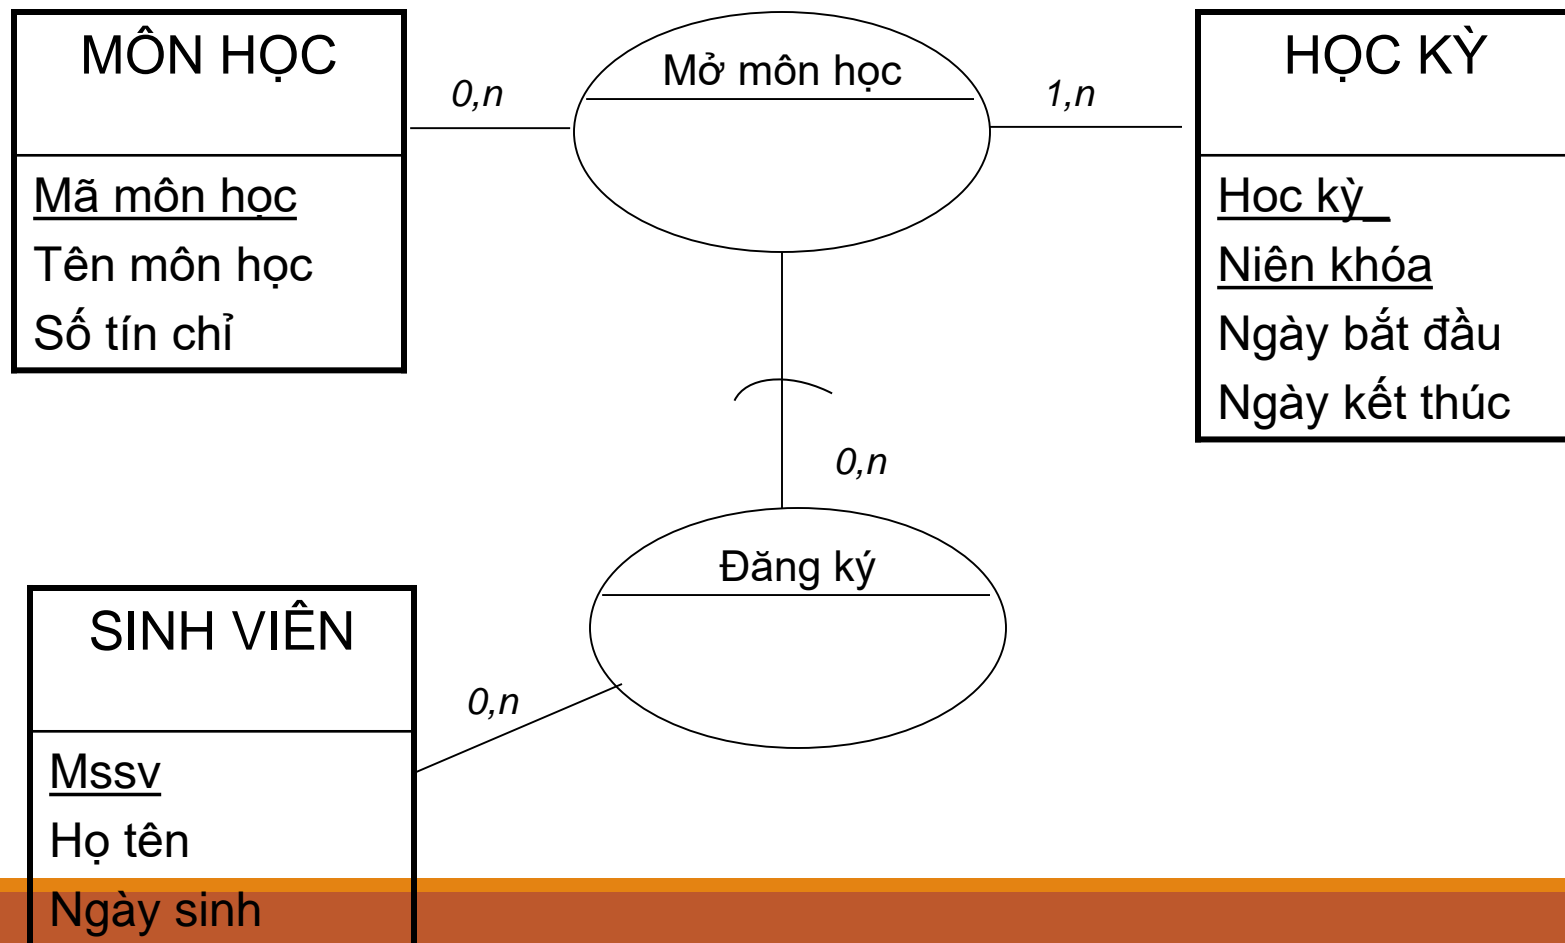 MÔN HỌC
Mã môn học
Tên môn học
Số tín chỉ
0,n
Mở môn học
1,n
HỌC KỲ
Hoc kỳ_
Niên khóa
Ngày bắt đầu
Ngày kết thúc
0,n
Đăng ký
SINH VIÊN
Mssv
Họ tên
Ngày sinh
0,n